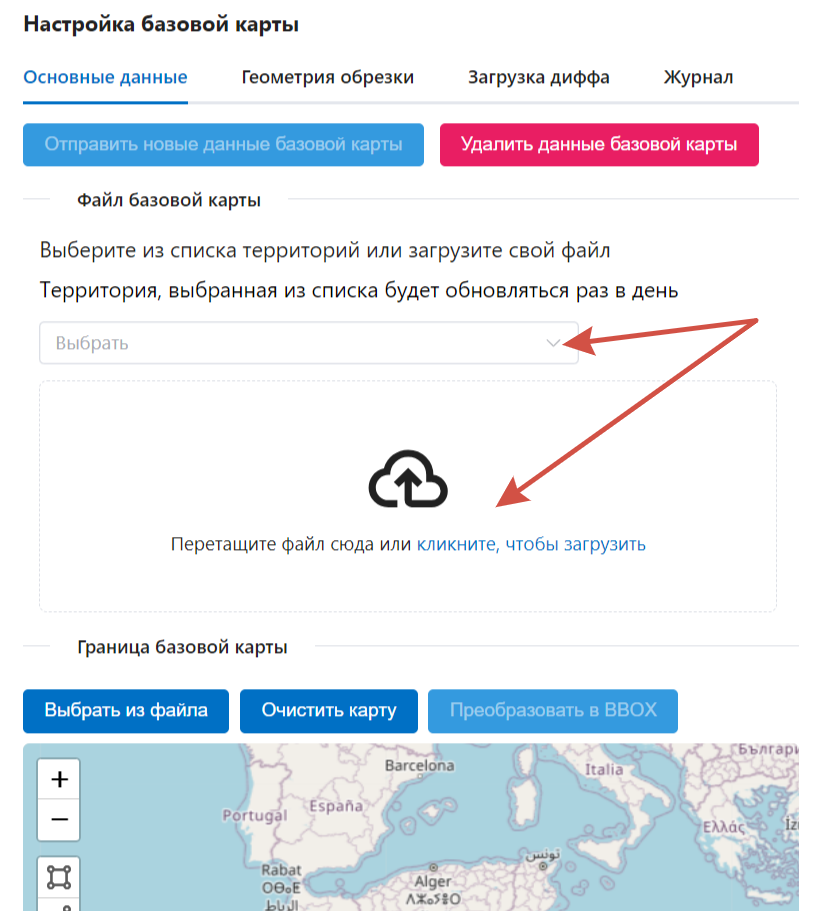 Настройка базовой карты
Основные данные Геометрия обрезки Загрузка диффа Журнал
Отправить новые данные базовой карты Удалить данные базовой карты
Файл базовой карты
Выберите из списка территорий или загрузите свой файл
Территория, выбранная из списка будет обновляться раз в день
Выбрать
Перетащите файл сюда или кликните, чтобы загрузить
Граница базовой карты
Выбрать из файла Очистить карту Преобразовать в BBOX
+
−
Barcelona
Italia
Portugal
España
Ελλάς
تونس
Rabat
ⵔⴱⴰⵟ
الرباط
Alger